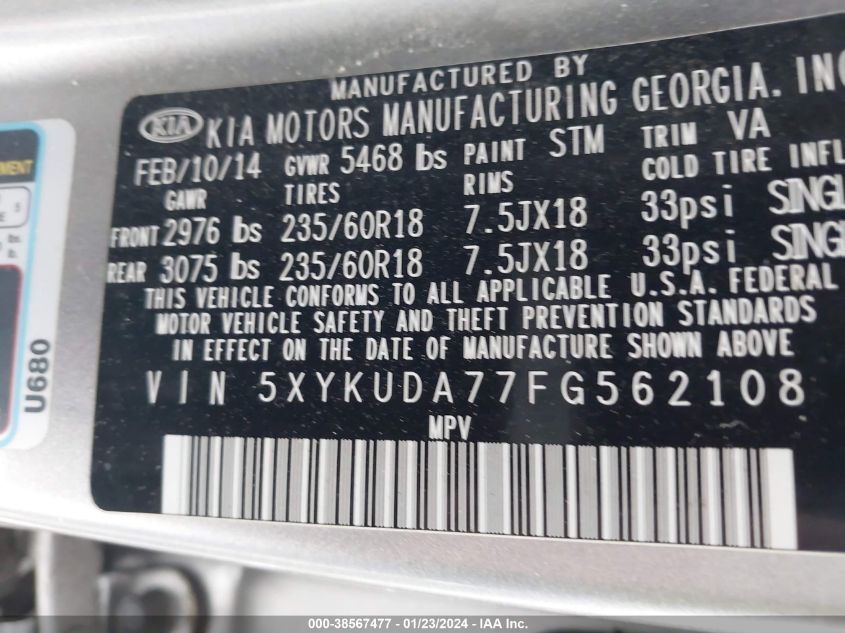 MANUFACTURED BY
KIA KIA MOTORS MANUFACTURING GEORGIA. INC
FEB/10/14 GVWR 5468 lbs PAINT STM TRIM VA
GAWR TIRES RIMS COLD TIRE INFL
FRONT 2976 lbs 235/60R18 7.5JX18 33psi SINGL
REAR 3075 lbs 235/60R18 7.5JX18 33psi SINGL
THIS VEHICLE CONFORMS TO ALL APPLICABLE U.S.A. FEDERAL
MOTOR VEHICLE SAFETY AND THEFT PREVENTION STANDARDS
IN EFFECT ON THE DATE OF MANUFACTURE SHOWN ABOVE
VIN 5XYKUDA77FG562108
MPV
U680
000-38567477 - 01/23/2024 - IAA Inc.